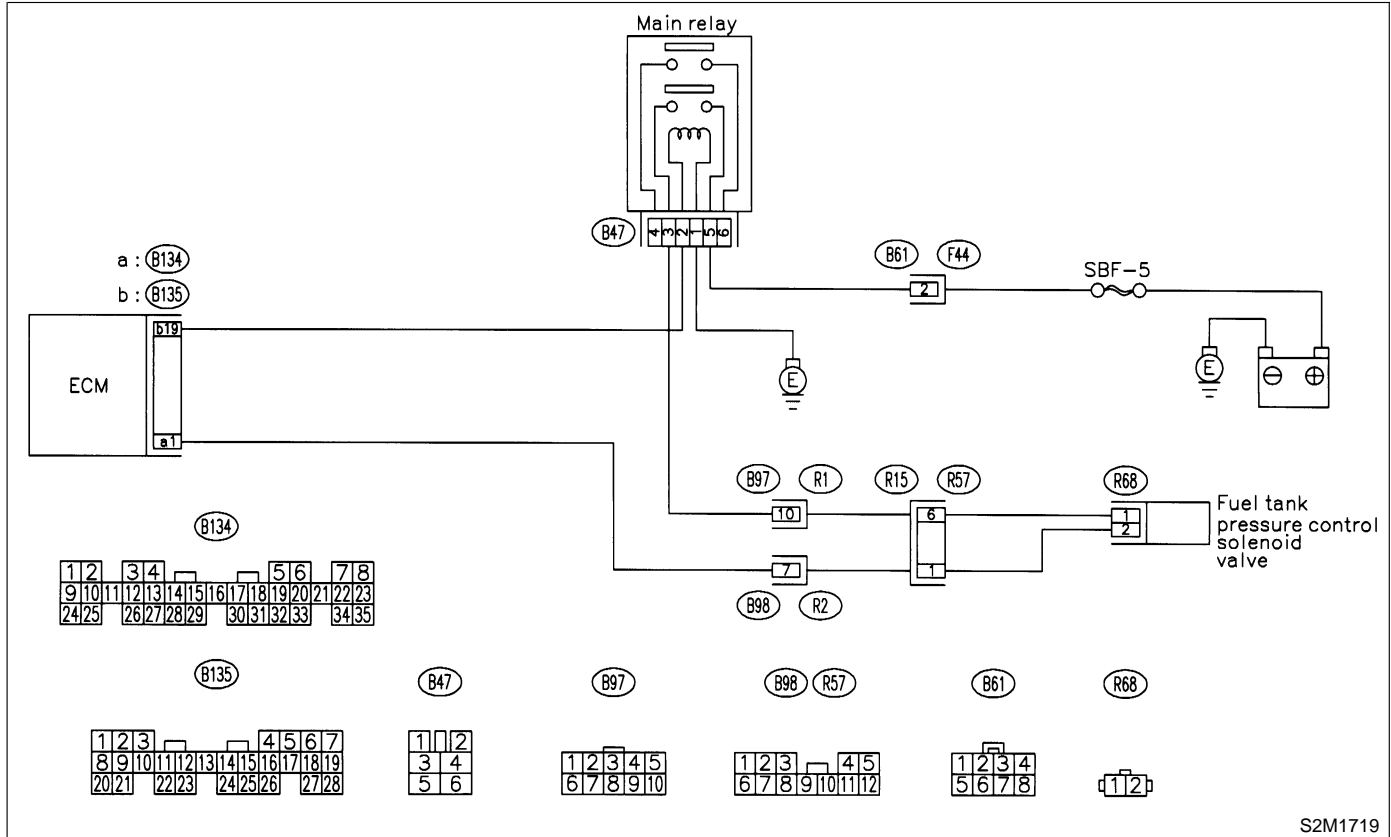 Main relay
B47
4 3 2 1 5 6
B61 F44
2
SBF-5
a : B134
b : B135
b19
ECM
a1
E
E
⊖ ⊕
B97 R1
10
R15 R57
6
1
R68
1
2
Fuel tank
pressure control
solenoid
valve
7
B98 R2
B134
1 2 3 4 5 6 7 8
9 10 11 12 13 14 15 16 17 18 19 20 21 22 23
24 25 26 27 28 29 30 31 32 33 34 35
B135
1 2 3 4 5 6 7
8 9 10 11 12 13 14 15 16 17 18 19
20 21 22 23 24 25 26 27 28
B47
1 2
3 4
5 6
B97
1 2 3 4 5
6 7 8 9 10
B98 R57
1 2 3 4 5
6 7 8 9 10 11 12
B61
1 2 3 4
5 6 7 8
R68
1 2
S2M1719